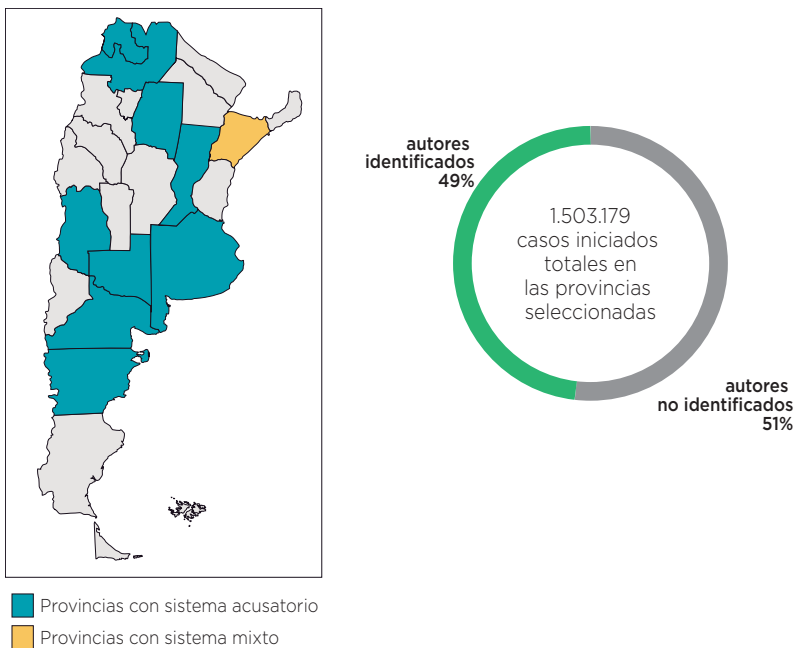 autores
identificados
49%
1.503.179
casos iniciados
totales en
las provincias
seleccionadas
autores
no identificados
51%
Provincias con sistema acusatorio
Provincias con sistema mixto